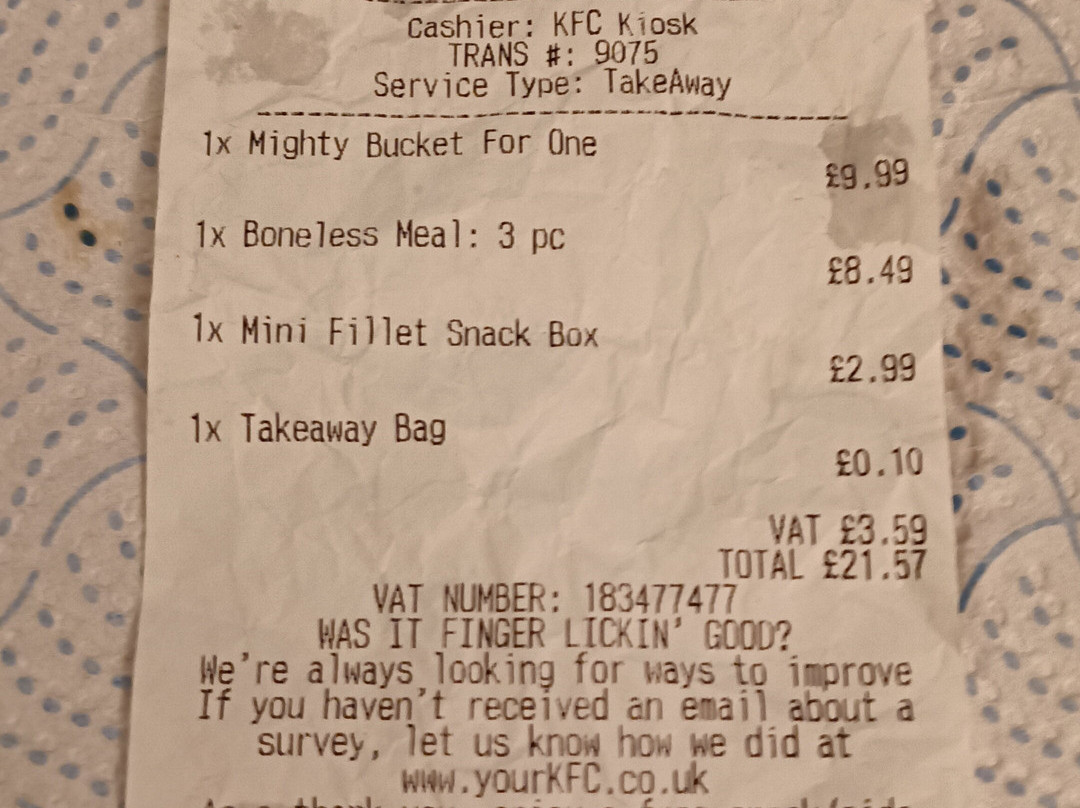 Cashier: KFC Kiosk
TRANS #: 9075
Service Type: TakeAway
1x Mighty Bucket For One
£9.99
1x Boneless Meal: 3 pc
£8.49
1x Mini Fillet Snack Box
£2.99
1x Takeaway Bag
£0.10
VAT £3.59
TOTAL £21.57
VAT NUMBER: 183477477
WAS IT FINGER LICKIN' GOOD?
We're always looking for ways to improve
If you haven't received an email about a
survey, let us know how we did at
www.yourKFC.co.uk